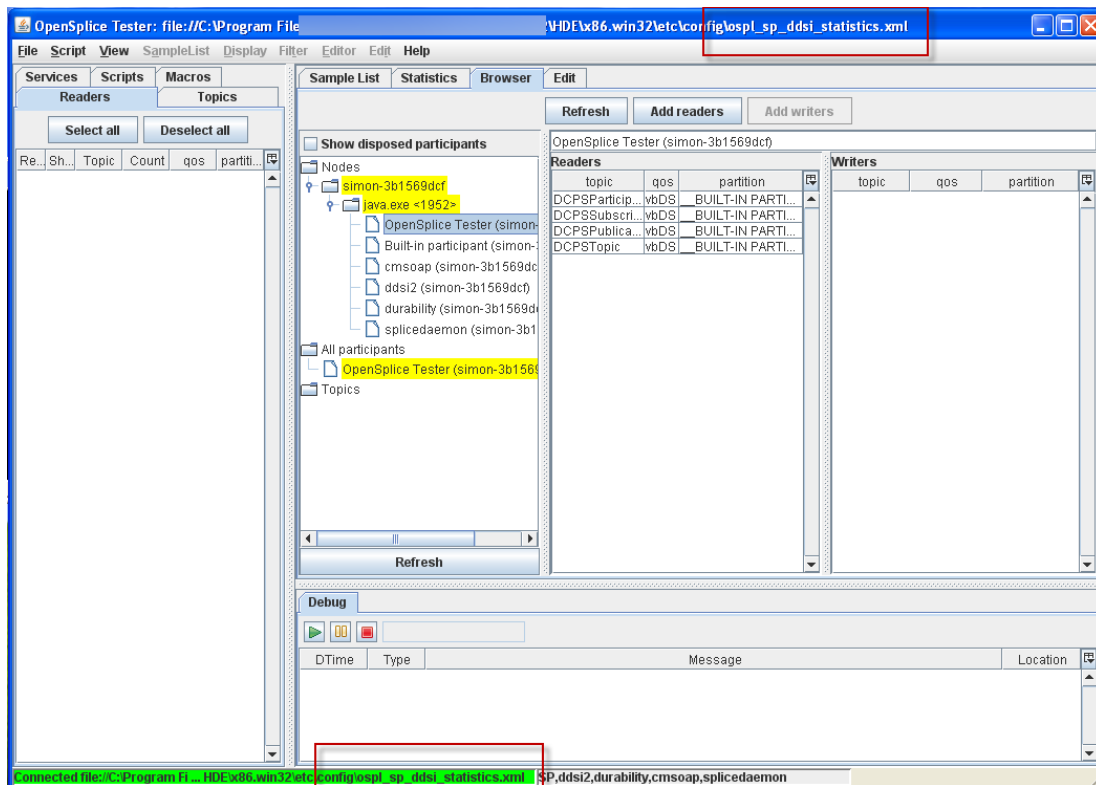 OpenSplice Tester: file://C:\Program File \HDE\x86.win32\etc\config\ospl_sp_ddsi_statistics.xml
File Script View SampleList Display Filter Editor Edit Help
Services Scripts Macros
Readers Topics
Select all Deselect all
Re... Sh... Topic Count qos partiti...
Sample List Statistics Browser Edit
Refresh Add readers Add writers
Show disposed participants
Nodes
simon-3b1569dcf
java.exe <1952>
OpenSplice Tester (simon-
Built-in participant (simon-
cmsoap (simon-3b1569dc
ddsi2 (simon-3b1569dcf)
durability (simon-3b1569d
splicedaemon (simon-3b1
All participants
OpenSplice Tester (simon-3b156
Topics
Refresh
OpenSplice Tester (simon-3b1569dcf)
Readers
topic qos partition
DCPSParticip... vbDS __BUILT-IN PARTI...
DCPSSubscri... vbDS __BUILT-IN PARTI...
DCPSPublica... vbDS __BUILT-IN PARTI...
DCPSTopic vbDS __BUILT-IN PARTI...
Writers
topic qos partition
Debug
DTime Type Message Location
Connected file://C:\Program Fi ... HDE\x86.win32\etc\config\ospl_sp_ddsi_statistics.xml SP,ddsi2,durability,cmsoap,splicedaemon